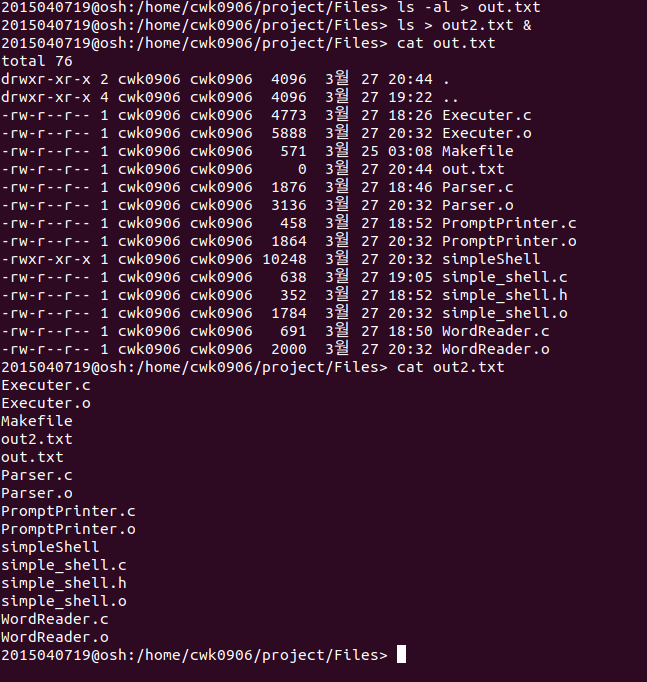 2015040719@osh:/home/cwk0906/project/Files> ls -al > out.txt
2015040719@osh:/home/cwk0906/project/Files> ls > out2.txt &
2015040719@osh:/home/cwk0906/project/Files> cat out.txt
total 76
drwxr-xr-x 2 cwk0906 cwk0906  4096  3월 27 20:44 .
drwxr-xr-x 4 cwk0906 cwk0906  4096  3월 27 19:22 ..
-rw-r--r-- 1 cwk0906 cwk0906  4773  3월 27 18:26 Executer.c
-rw-r--r-- 1 cwk0906 cwk0906  5888  3월 27 20:32 Executer.o
-rw-r--r-- 1 cwk0906 cwk0906   571  3월 25 03:08 Makefile
-rw-r--r-- 1 cwk0906 cwk0906     0  3월 27 20:44 out.txt
-rw-r--r-- 1 cwk0906 cwk0906  1876  3월 27 18:46 Parser.c
-rw-r--r-- 1 cwk0906 cwk0906  3136  3월 27 20:32 Parser.o
-rw-r--r-- 1 cwk0906 cwk0906   458  3월 27 18:52 PromptPrinter.c
-rw-r--r-- 1 cwk0906 cwk0906  1864  3월 27 20:32 PromptPrinter.o
-rwxr-xr-x 1 cwk0906 cwk0906 10248  3월 27 20:32 simpleShell
-rw-r--r-- 1 cwk0906 cwk0906   638  3월 27 19:05 simple_shell.c
-rw-r--r-- 1 cwk0906 cwk0906   352  3월 27 18:52 simple_shell.h
-rw-r--r-- 1 cwk0906 cwk0906  1784  3월 27 20:32 simple_shell.o
-rw-r--r-- 1 cwk0906 cwk0906   691  3월 27 18:50 WordReader.c
-rw-r--r-- 1 cwk0906 cwk0906  2000  3월 27 20:32 WordReader.o
2015040719@osh:/home/cwk0906/project/Files> cat out2.txt
Executer.c
Executer.o
Makefile
out2.txt
out.txt
Parser.c
Parser.o
PromptPrinter.c
PromptPrinter.o
simpleShell
simple_shell.c
simple_shell.h
simple_shell.o
WordReader.c
WordReader.o
2015040719@osh:/home/cwk0906/project/Files>